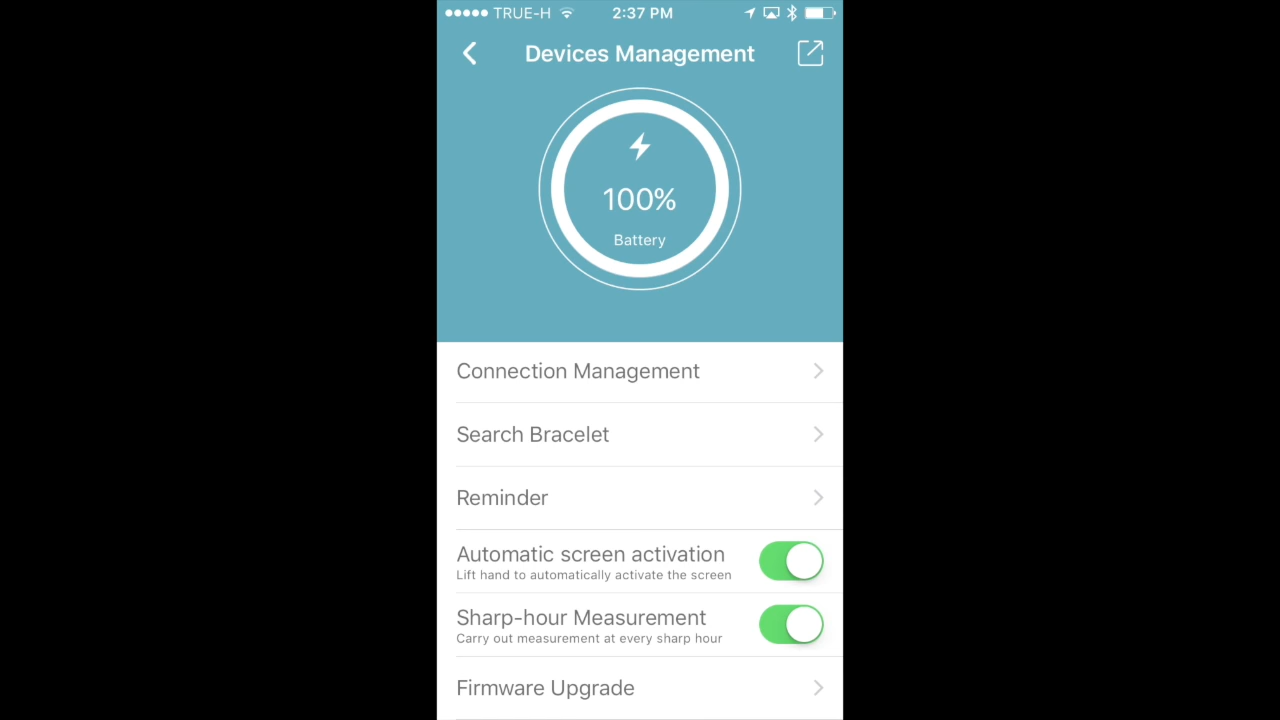 TRUE-H 2:37 PM
Devices Management
100%
Battery
Connection Management
Search Bracelet
Reminder
Automatic screen activation
Lift hand to automatically activate the screen
Sharp-hour Measurement
Carry out measurement at every sharp hour
Firmware Upgrade